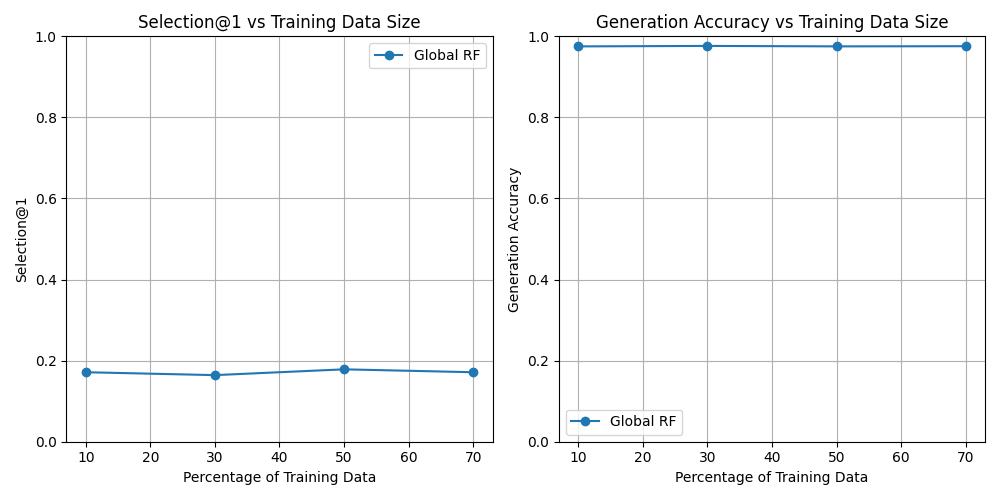 Selection@1 vs Training Data Size
1.0
0.8
0.6
0.4
0.2
0.0
Selection@1
Global RF
10 20 30 40 50 60 70
Percentage of Training Data
Generation Accuracy vs Training Data Size
1.0
0.8
0.6
0.4
0.2
0.0
Generation Accuracy
Global RF
10 20 30 40 50 60 70
Percentage of Training Data